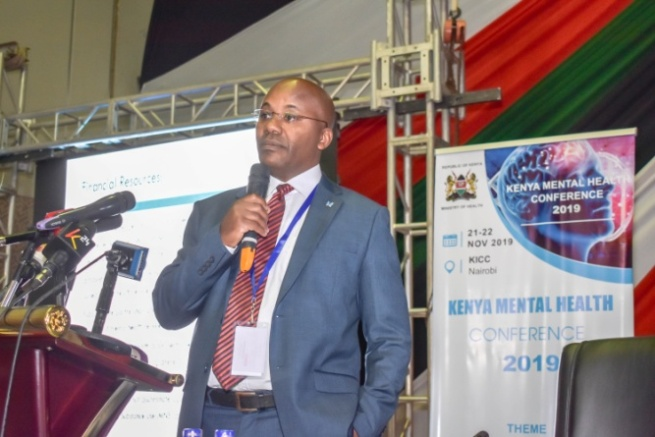 Financial Resources
REPUBLIC OF KENYA
MINISTRY OF HEALTH
KENYA MENTAL HEALTH
CONFERENCE
2019
21-22
NOV 2019
KICC
Nairobi
KENYA MENTAL HEALTH
CONFERENCE
2019
THEME